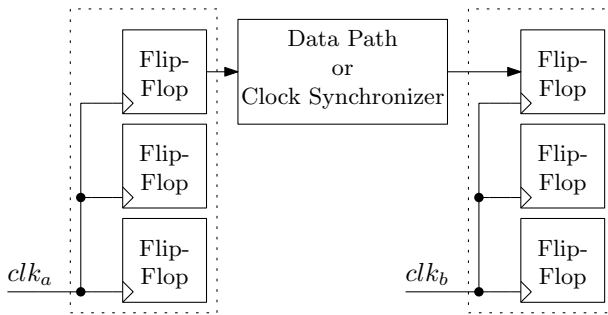 Flip-
Flop
Data Path
or
Clock Synchronizer
Flip-
Flop
Flip-
Flop
Flip-
Flop
Flip-
Flop
Flip-
Flop
clk_a
clk_b